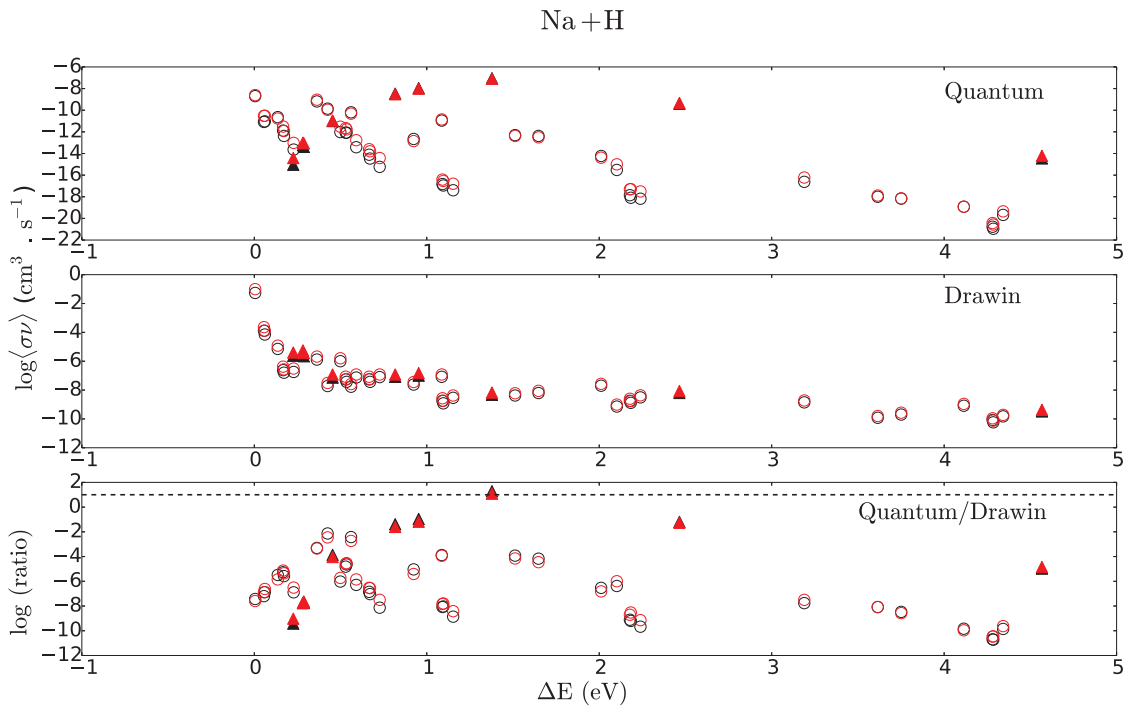 Na+H
−6
−8
−10
−12
−14
−16
−18
−20
−22
Quantum
−1 0 1 2 3 4 5
0
−2
−4
−6
−8
−10
−12
Drawin
−1 0 1 2 3 4 5
log⟨σν⟩ (cm³ · s⁻¹)
2
0
−2
−4
−6
−8
−10
−12
Quantum/Drawin
log (ratio)
−1 0 1 2 3 4 5
ΔE (eV)